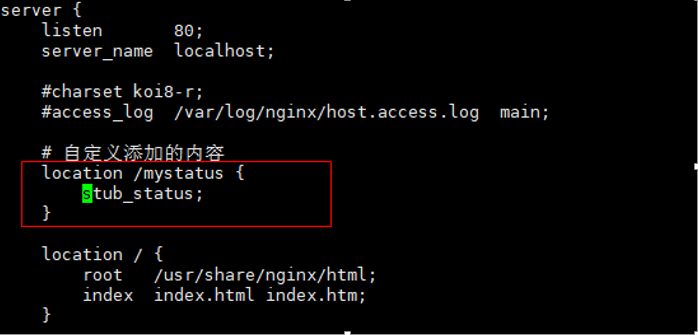 server {
    listen       80;
    server_name  localhost;

    #charset koi8-r;
    #access_log  /var/log/nginx/host.access.log  main;

    # 自定义添加的内容
    location /mystatus {
        stub_status;
    }

    location / {
        root   /usr/share/nginx/html;
        index  index.html index.htm;
    }